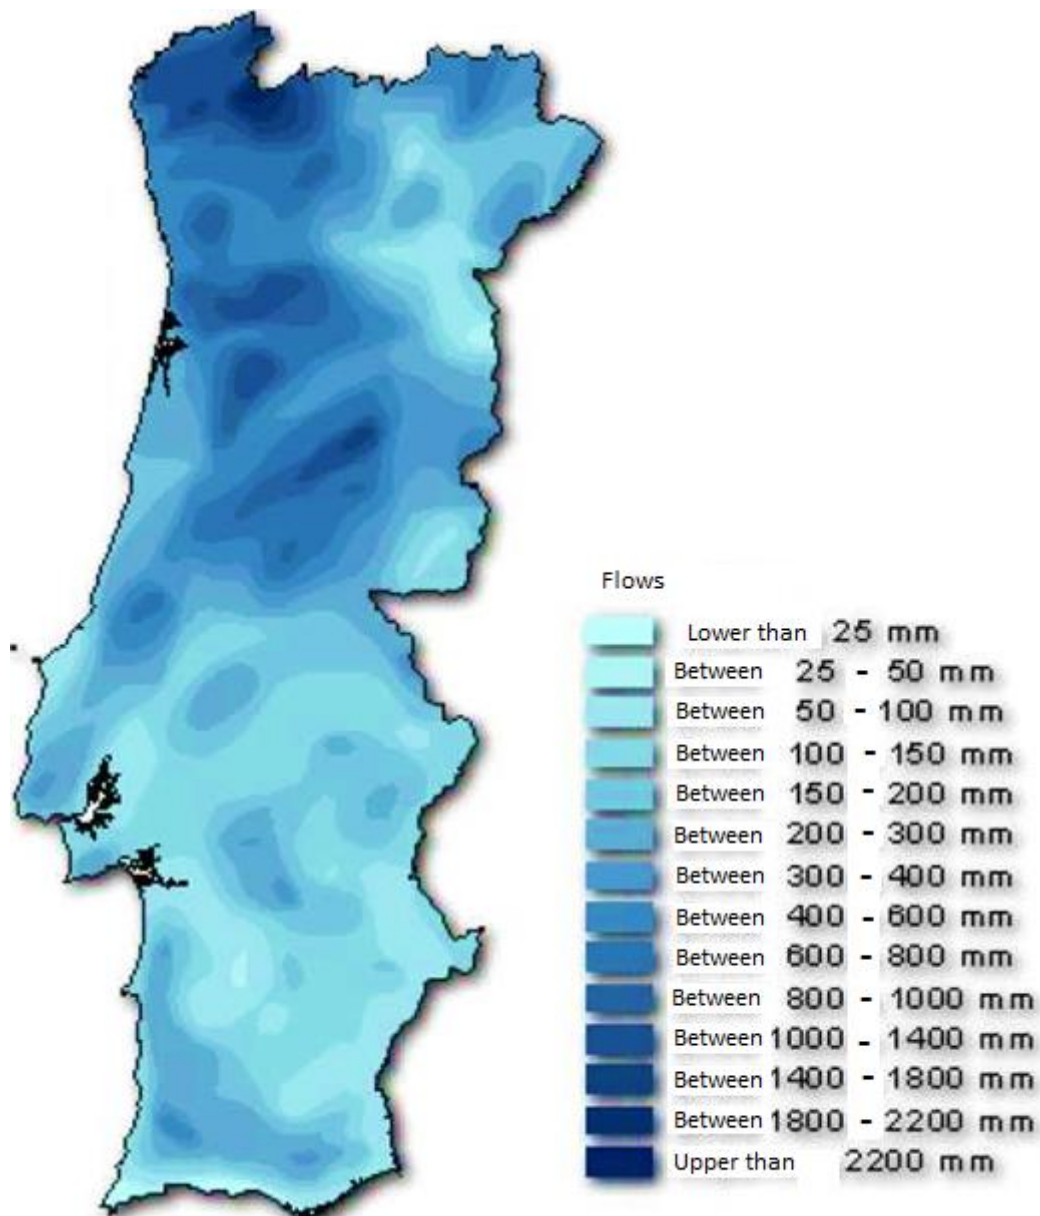 Flows
Lower than 25 mm
Between 25 - 50 mm
Between 50 - 100 mm
Between 100 - 150 mm
Between 150 - 200 mm
Between 200 - 300 mm
Between 300 - 400 mm
Between 400 - 600 mm
Between 600 - 800 mm
Between 800 - 1000 mm
Between 1000 - 1400 mm
Between 1400 - 1800 mm
Between 1800 - 2200 mm
Upper than 2200 mm